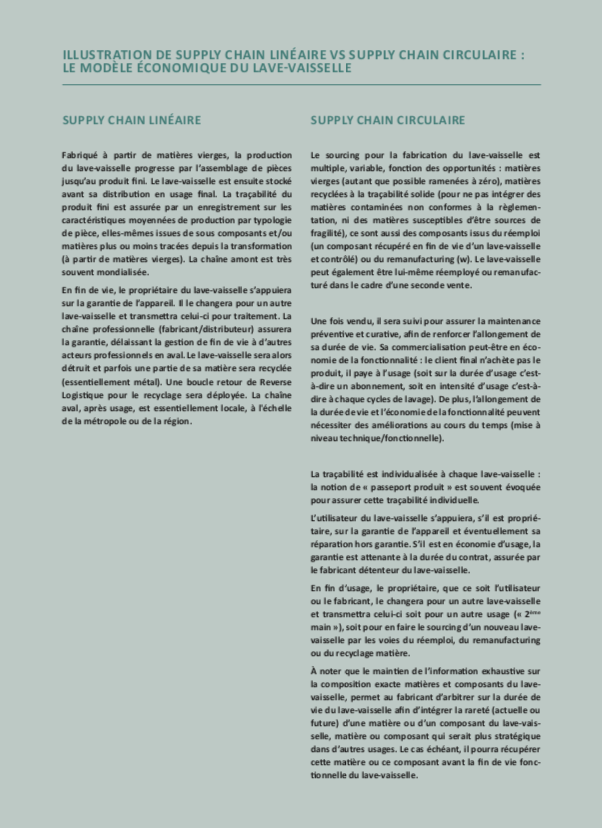 ILLUSTRATION DE SUPPLY CHAIN LINÉAIRE VS SUPPLY CHAIN CIRCULAIRE :
LE MODÈLE ÉCONOMIQUE DU LAVE-VAISSELLE
SUPPLY CHAIN LINÉAIRE
Fabriqué à partir de matières vierges, la production
du lave-vaisselle progresse par l'assemblage de pièces
jusqu'au produit fini. Le lave-vaisselle est ensuite stocké
avant sa distribution en usage final. La traçabilité du
produit fini est assurée par un enregistrement sur les
caractéristiques moyennées de production par typologie
de pièce, elles-mêmes issues de sous composants et/ou
matières plus ou moins tracées depuis la transformation
(à partir de matières vierges). La chaîne amont est très
souvent mondialisée.
En fin de vie, le propriétaire du lave-vaisselle s'appuiera
sur la garantie de l'appareil. Il le changera pour un autre
lave-vaisselle et transmettra celui-ci pour traitement. La
chaîne professionnelle (fabricant/distributeur) assurera
la garantie, délaissant la gestion de fin de vie à d'autres
acteurs professionnels en aval. Le lave-vaisselle sera alors
détruit et parfois une partie de sa matière sera recyclée
(essentiellement métal). Une boucle retour de Reverse
Logistique pour le recyclage sera déployée. La chaîne
aval, après usage, est essentiellement locale, à l'échelle
de la métropole ou de la région.
SUPPLY CHAIN CIRCULAIRE
Le sourcing pour la fabrication du lave-vaisselle est
multiple, variable, fonction des opportunités : matières
vierges (autant que possible ramenées à zéro), matières
recyclées à la traçabilité solide (pour ne pas intégrer des
matières contaminées non conformes à la réglemen-
tation, ni des matières susceptibles d'être sources de
fragilité), ce sont aussi des composants issus du réemploi
(un composant récupéré en fin de vie d'un lave-vaisselle
et contrôlé) ou du remanufacturing (w). Le lave-vaisselle
peut également être lui-même réemployé ou remanufac-
turé dans le cadre d'une seconde vente.
Une fois vendu, il sera suivi pour assurer la maintenance
préventive et curative, afin de renforcer l'allongement de
sa durée de vie. Sa commercialisation peut-être en éco-
nomie de la fonctionnalité : le client final n'achète pas le
produit, il paye à l'usage (soit sur la durée d'usage c'est-
à-dire un abonnement, soit en intensité d'usage c'est-à-
dire à chaque cycles de lavage). De plus, l'allongement de
la durée de vie et l'économie de la fonctionnalité peuvent
nécessiter des améliorations au cours du temps (mise à
niveau technique/fonctionnelle).
La traçabilité est individualisée à chaque lave-vaisselle :
la notion de « passeport produit » est souvent évoquée
pour assurer cette traçabilité individuelle.
L'utilisateur du lave-vaisselle s'appuiera, s'il est proprié-
taire, sur la garantie de l'appareil et éventuellement sa
réparation hors garantie. S'il est en économie d'usage, la
garantie est attenante à la durée du contrat, assurée par
le fabricant détenteur du lave-vaisselle.
En fin d'usage, le propriétaire, que ce soit l'utilisateur
ou le fabricant, le changera pour un autre lave-vaisselle
et transmettra celui-ci soit pour un autre usage (« 2ème
main »), soit pour en faire le sourcing d'un nouveau lave-
vaisselle par les voies du réemploi, du remanufacturing
ou du recyclage matière.
À noter que le maintien de l'information exhaustive sur
la composition exacte matières et composants du lave-
vaisselle, permet au fabricant d'arbitrer sur la durée de
vie du lave-vaisselle afin d'intégrer la rareté (actuelle ou
future) d'une matière ou d'un composant du lave-vais-
selle, matière ou composant qui serait plus stratégique
dans d'autres usages. Le cas échéant, il pourra récupérer
cette matière ou ce composant avant la fin de vie fonc-
tionnelle du lave-vaisselle.